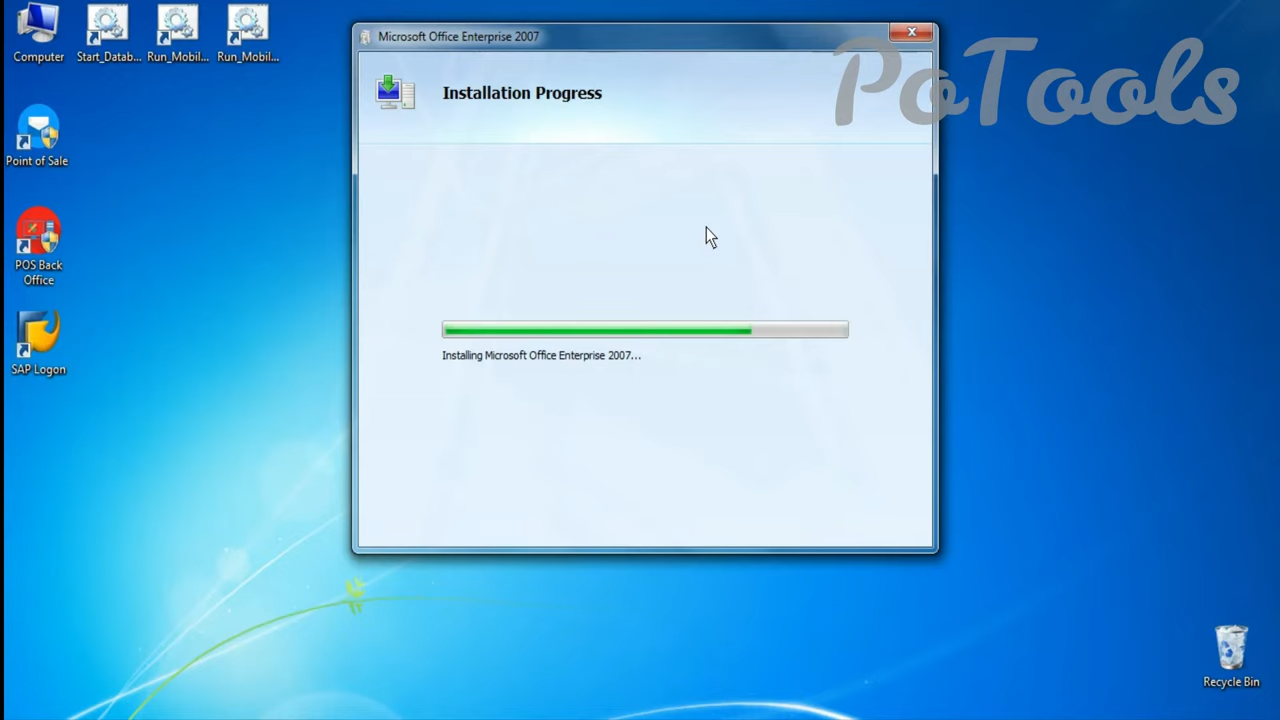 Computer
Start_Datab...
Run_Mobil...
Run_Mobil...
Point of Sale
POS Back
Office
SAP Logon
Microsoft Office Enterprise 2007
PoTools
Installation Progress
Installing Microsoft Office Enterprise 2007...
Recycle Bin